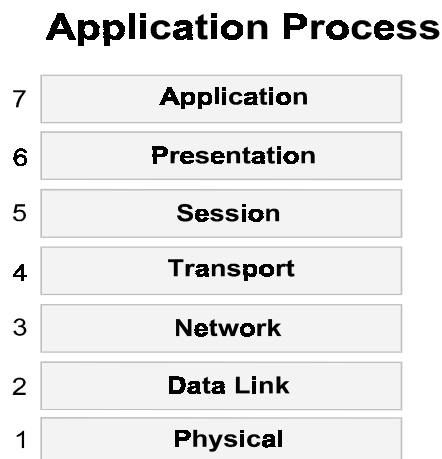 Application Process
7 Application
6 Presentation
5 Session
4 Transport
3 Network
2 Data Link
1 Physical